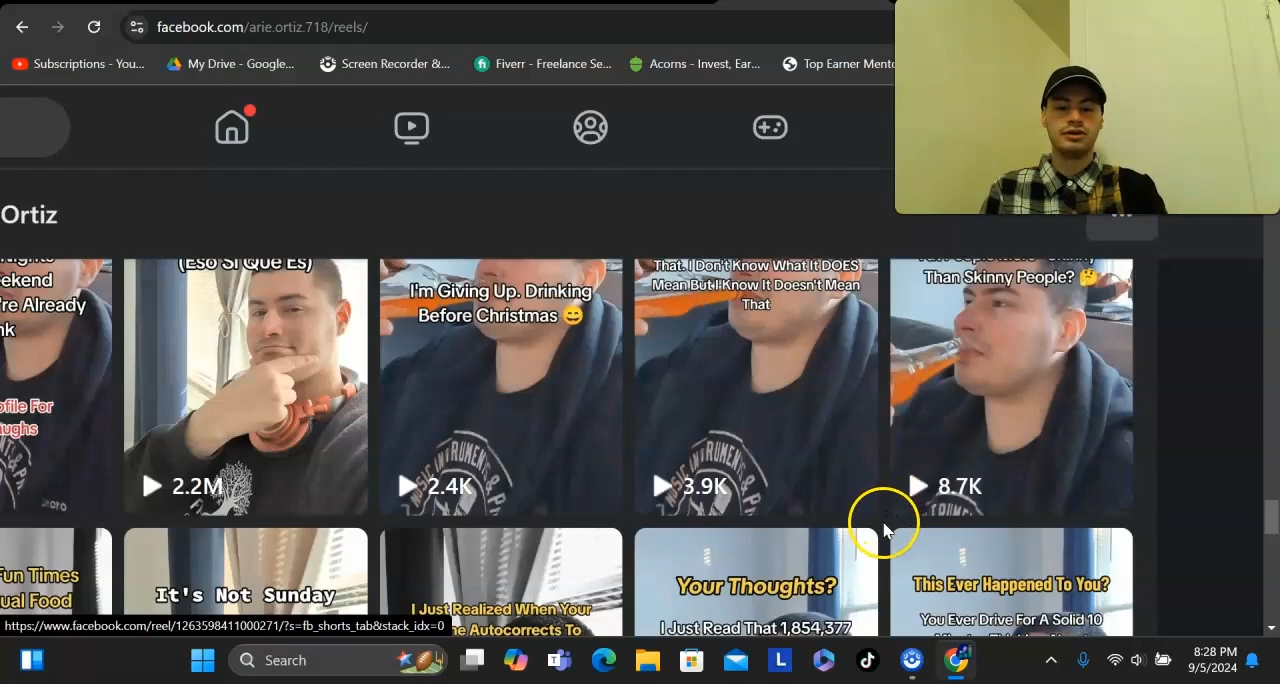 facebook.com/arie.ortiz.718/reels/
Subscriptions - You...
My Drive - Google...
Screen Recorder &...
Fiverr - Freelance Se...
Acorns - Invest, Ear...
Top Earner Mento
Ortiz
ekend
're Already
nk
ofile For
aughs
(Eso Sí Que Es)
2.2M
I'm Giving Up. Drinking
Before Christmas 😄
2.4K
That. I Don't Know What It DOES
Mean But I Know It Doesn't Mean
That
3.9K
Than Skinny People? 🤔
8.7K
Fun Times
ual Food
It's Not Sunday
I Just Realized When Your
ne Autocorrects To
Your Thoughts?
I Just Read That 1,854,377
This Ever Happened To You?
You Ever Drive For A Solid 10
https://www.facebook.com/reel/1263598411000271/?s=fb_shorts_tab&stack_idx=0
Search
8:28 PM
9/5/2024